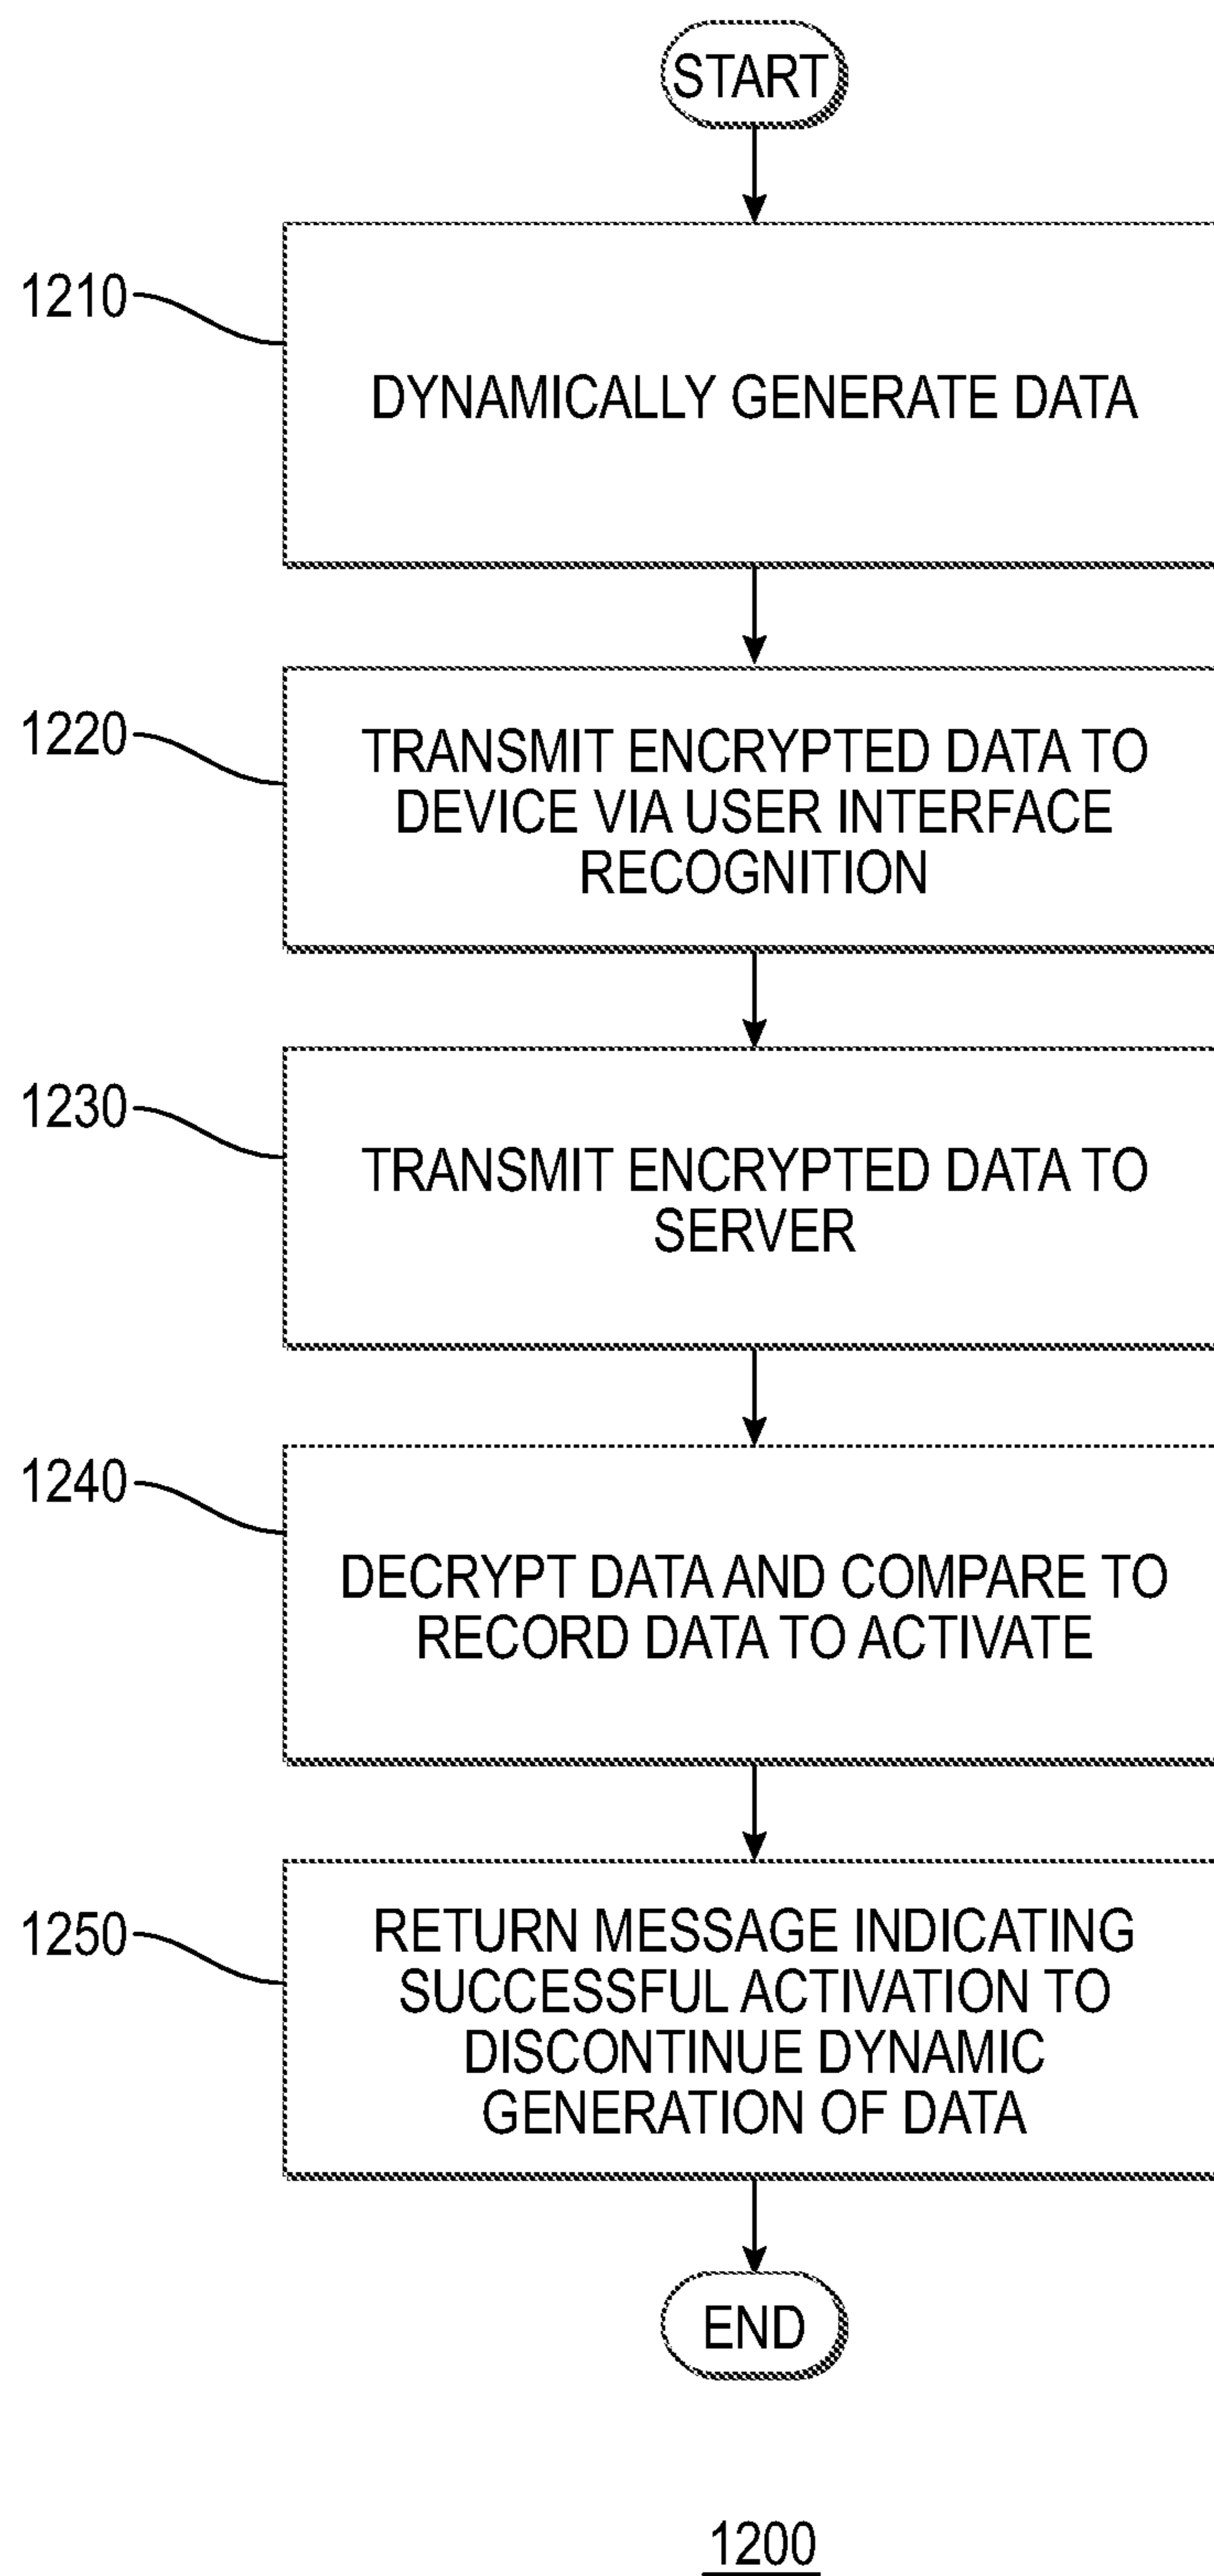 START
1210
DYNAMICALLY GENERATE DATA
1220
TRANSMIT ENCRYPTED DATA TO
DEVICE VIA USER INTERFACE
RECOGNITION
1230
TRANSMIT ENCRYPTED DATA TO
SERVER
1240
DECRYPT DATA AND COMPARE TO
RECORD DATA TO ACTIVATE
1250
RETURN MESSAGE INDICATING
SUCCESSFUL ACTIVATION TO
DISCONTINUE DYNAMIC
GENERATION OF DATA
END
1200